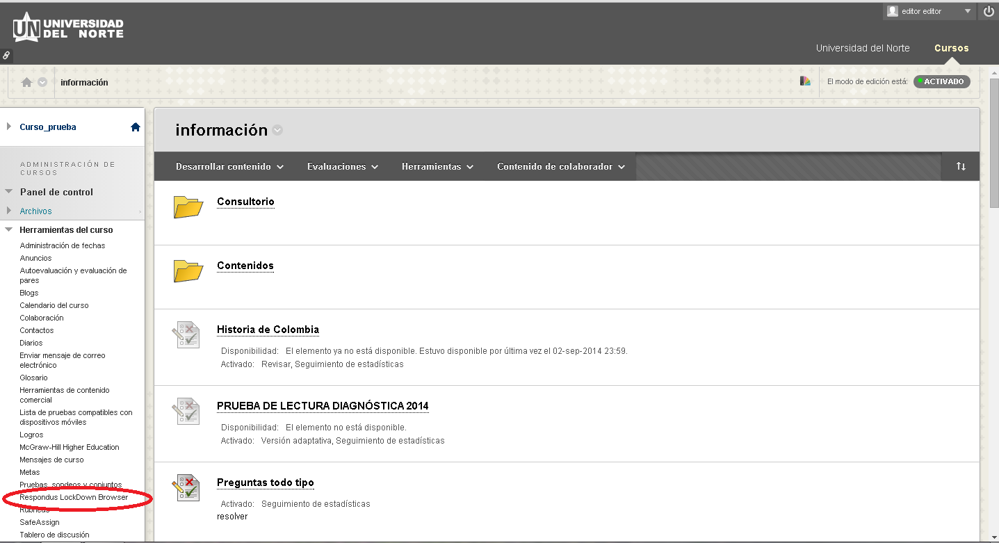 editor editor
UN UNIVERSIDAD
DEL NORTE
Universidad del Norte
Cursos
información
El modo de edición está:
ACTIVADO
Curso_prueba
ADMINISTRACIÓN DE
CURSOS
Panel de control
Archivos
Herramientas del curso
Administración de fechas
Anuncios
Autoevaluación y evaluación de
pares
Blogs
Calendario del curso
Colaboración
Contactos
Diarios
Enviar mensaje de correo
electrónico
Glosario
Herramientas de contenido
comercial
Lista de pruebas compatibles con
dispositivos móviles
Logros
McGraw-Hill Higher Education
Mensajes de curso
Metas
Pruebas, sondeos y conjuntos
Respondus LockDown Browser
Rúbricas
SafeAssign
Tablero de discusión
información
Desarrollar contenido
Evaluaciones
Herramientas
Contenido de colaborador
Consultorio
Contenidos
Historia de Colombia
Disponibilidad: El elemento ya no está disponible. Estuvo disponible por última vez el 02-sep-2014 23:59.
Activado: Revisar, Seguimiento de estadísticas
PRUEBA DE LECTURA DIAGNÓSTICA 2014
Disponibilidad: El elemento no está disponible.
Activado: Versión adaptativa, Seguimiento de estadísticas
Preguntas todo tipo
Activado: Seguimiento de estadísticas
resolver